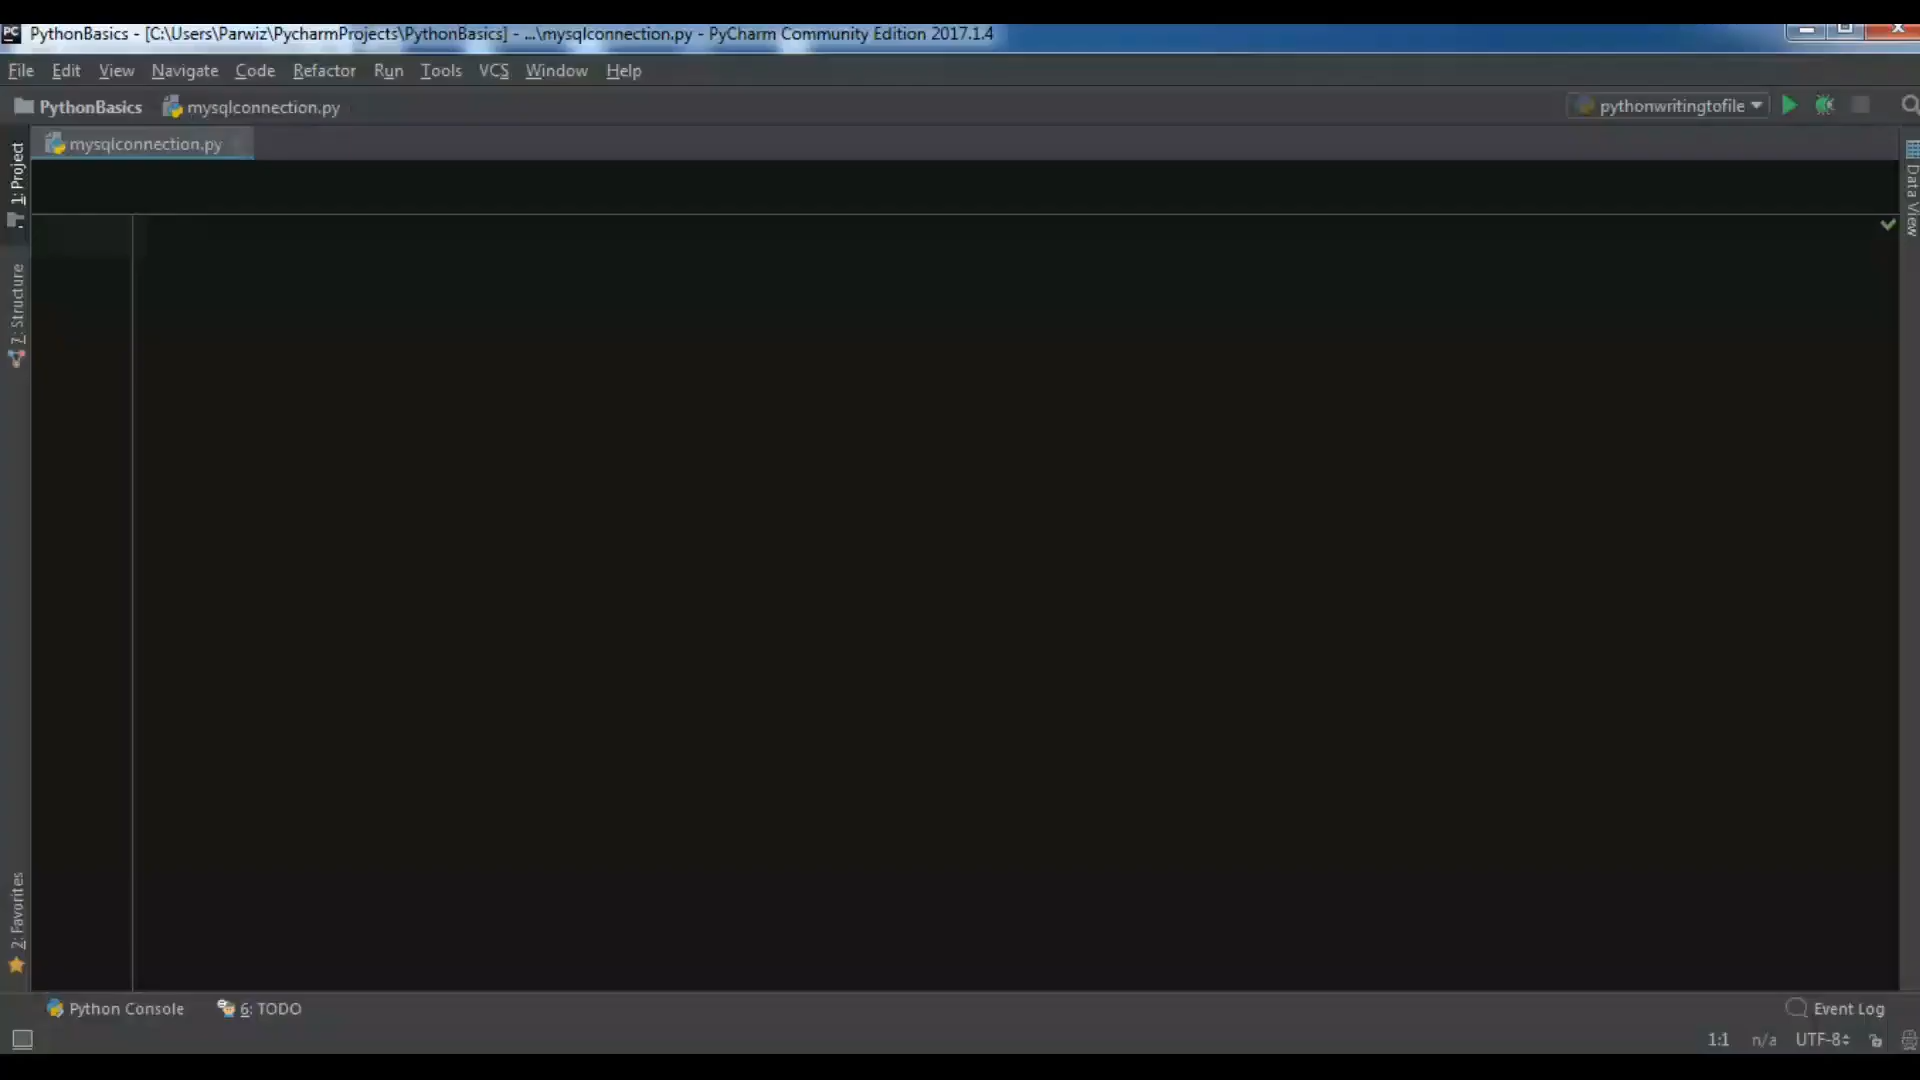 PythonBasics - [C:\Users\Parwiz\PycharmProjects\PythonBasics] - ...\mysqlconnection.py - PyCharm Community Edition 2017.1.4
File Edit View Navigate Code Refactor Run Tools VCS Window Help
PythonBasics mysqlconnection.py pythonwritingtofile
mysqlconnection.py
1: Project
7: Structure
2: Favorites
Data View
Python Console 6: TODO Event Log
1:1 n/a UTF-8